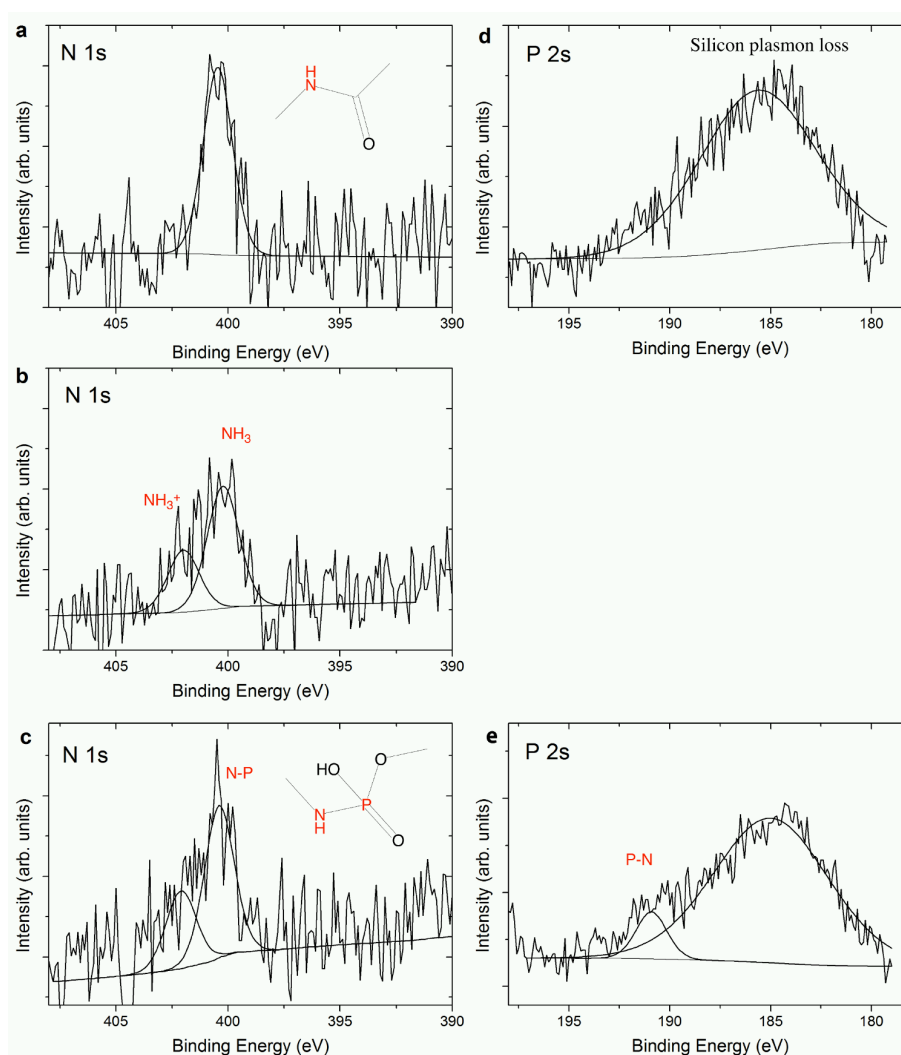 a
N 1s
H
N
O
Intensity (arb. units)
405
400
395
390
Binding Energy (eV)
d
P 2s
Silicon plasmon loss
Intensity (arb. units)
195
190
185
180
Binding Energy (eV)
b
N 1s
NH3
NH3+
Intensity (arb. units)
405
400
395
390
Binding Energy (eV)
c
N 1s
N-P
HO
O
N
H
P
O
Intensity (arb. units)
405
400
395
390
Binding Energy (eV)
e
P 2s
P-N
Intensity (arb. units)
195
190
185
180
Binding Energy (eV)